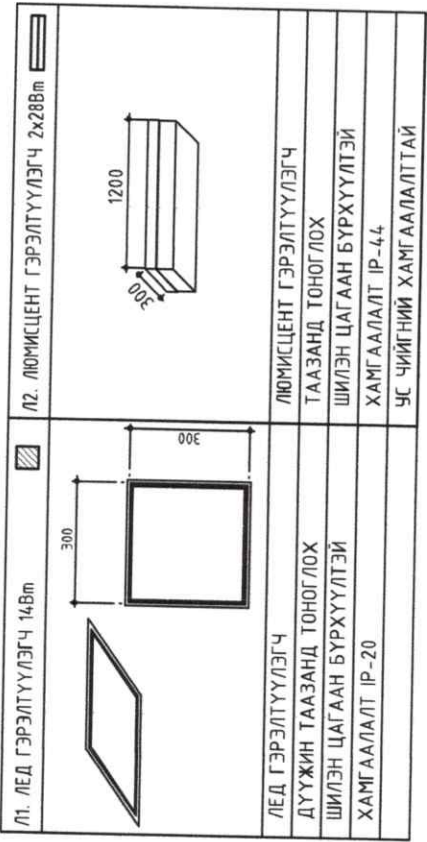 Л1. ЛЕД ГЭРЭЛТҮҮЛЭГЧ 14Вт
300
300
ЛЕД ГЭРЭЛТҮҮЛЭГЧ
ДҮҮЖИН ТААЗАНД ТОНОГЛОХ
ШИЛЭН ЦАГААН БҮРХҮҮЛТЭЙ
ХАМГААЛАЛТ IP-20
Л2. ЛЮМИСЦЕНТ ГЭРЭЛТҮҮЛЭГЧ 2x28Вт
1200
300
ЛЮМИСЦЕНТ ГЭРЭЛТҮҮЛЭГЧ
ТААЗАНД ТОНОГЛОХ
ШИЛЭН ЦАГААН БҮРХҮҮЛТЭЙ
ХАМГААЛАЛТ IP-44
УС ЧИЙГНИЙ ХАМГААЛАЛТТАЙ